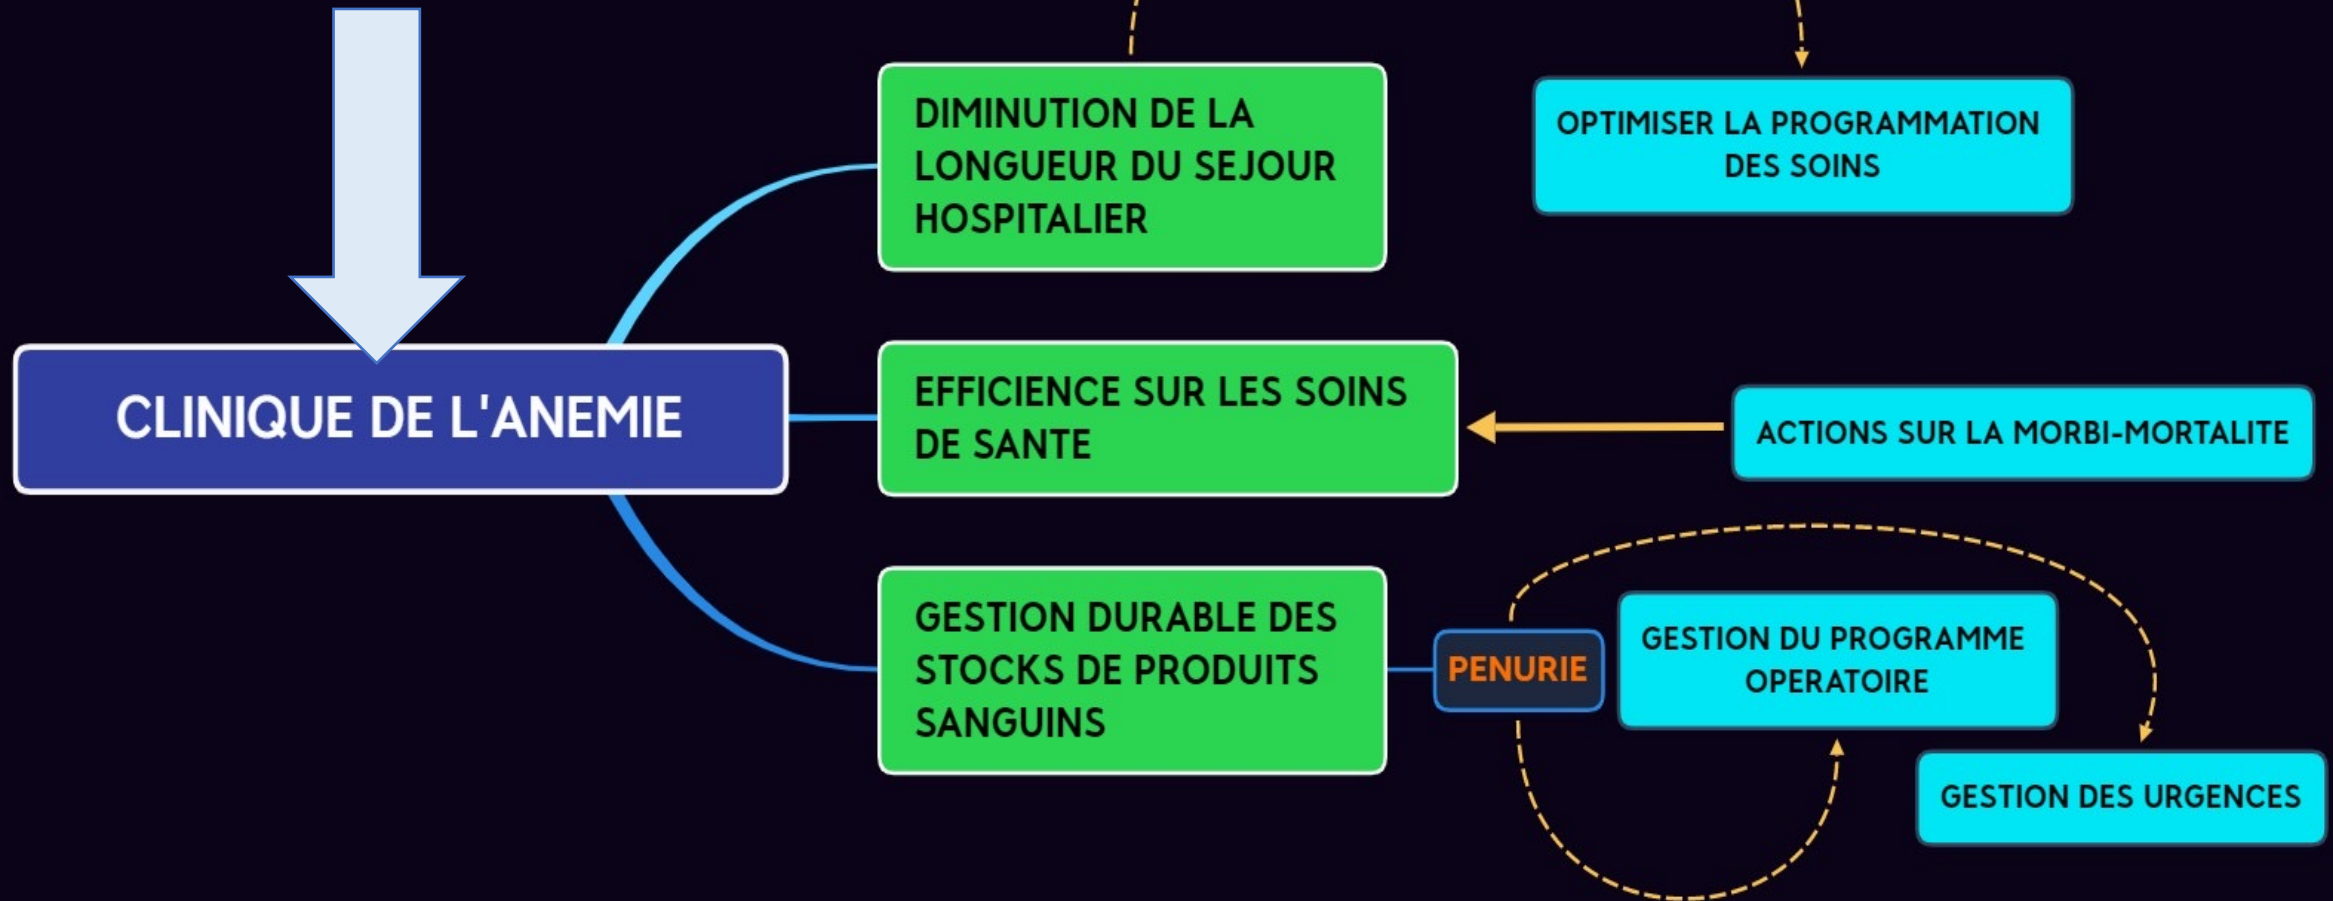 DIMINUTION DE LA
LONGUEUR DU SEJOUR
HOSPITALIER
OPTIMISER LA PROGRAMMATION
DES SOINS
CLINIQUE DE L'ANEMIE
EFFICIENCE SUR LES SOINS
DE SANTE
ACTIONS SUR LA MORBI-MORTALITE
GESTION DURABLE DES
STOCKS DE PRODUITS
SANGUINS
PENURIE
GESTION DU PROGRAMME
OPERATOIRE
GESTION DES URGENCES